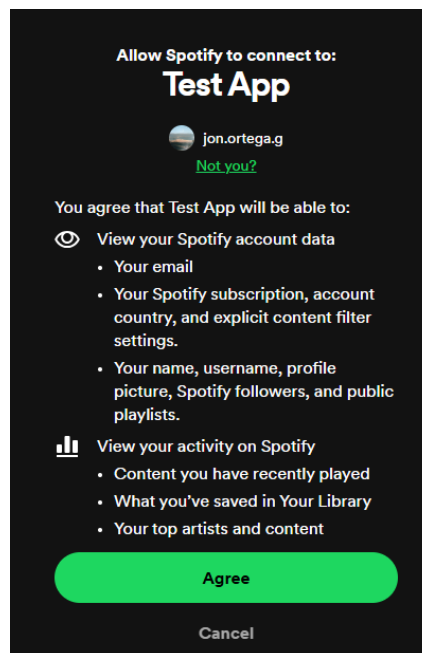 Allow Spotify to connect to:
Test App
jon.ortega.g
Not you?
You agree that Test App will be able to:
View your Spotify account data
• Your email
• Your Spotify subscription, account
country, and explicit content filter
settings.
• Your name, username, profile
picture, Spotify followers, and public
playlists.
View your activity on Spotify
• Content you have recently played
• What you’ve saved in Your Library
• Your top artists and content
Agree
Cancel